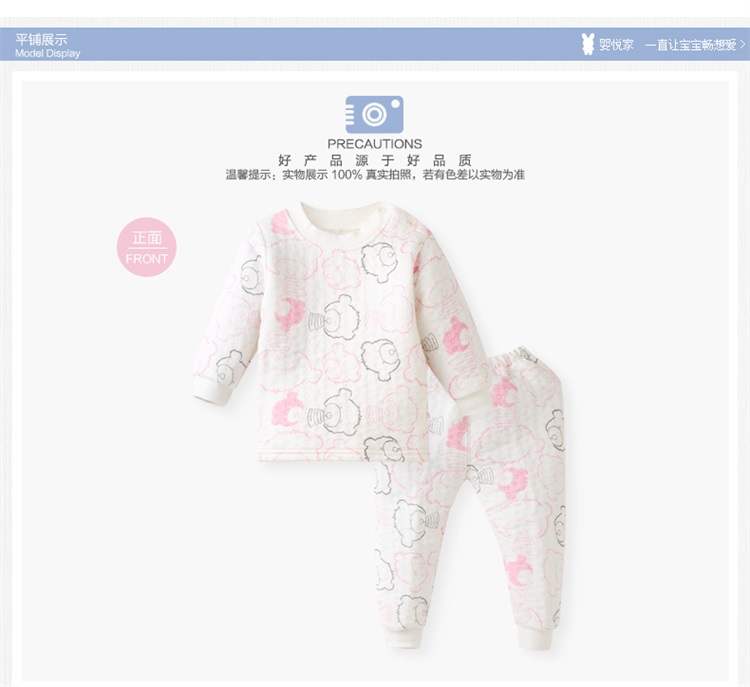 平铺展示
Model Display
婴悦家 一直让宝宝畅想爱 >
PRECAUTIONS
好产品源于好品质
温馨提示：实物展示 100% 真实拍照，若有色差以实物为准
正面
FRONT